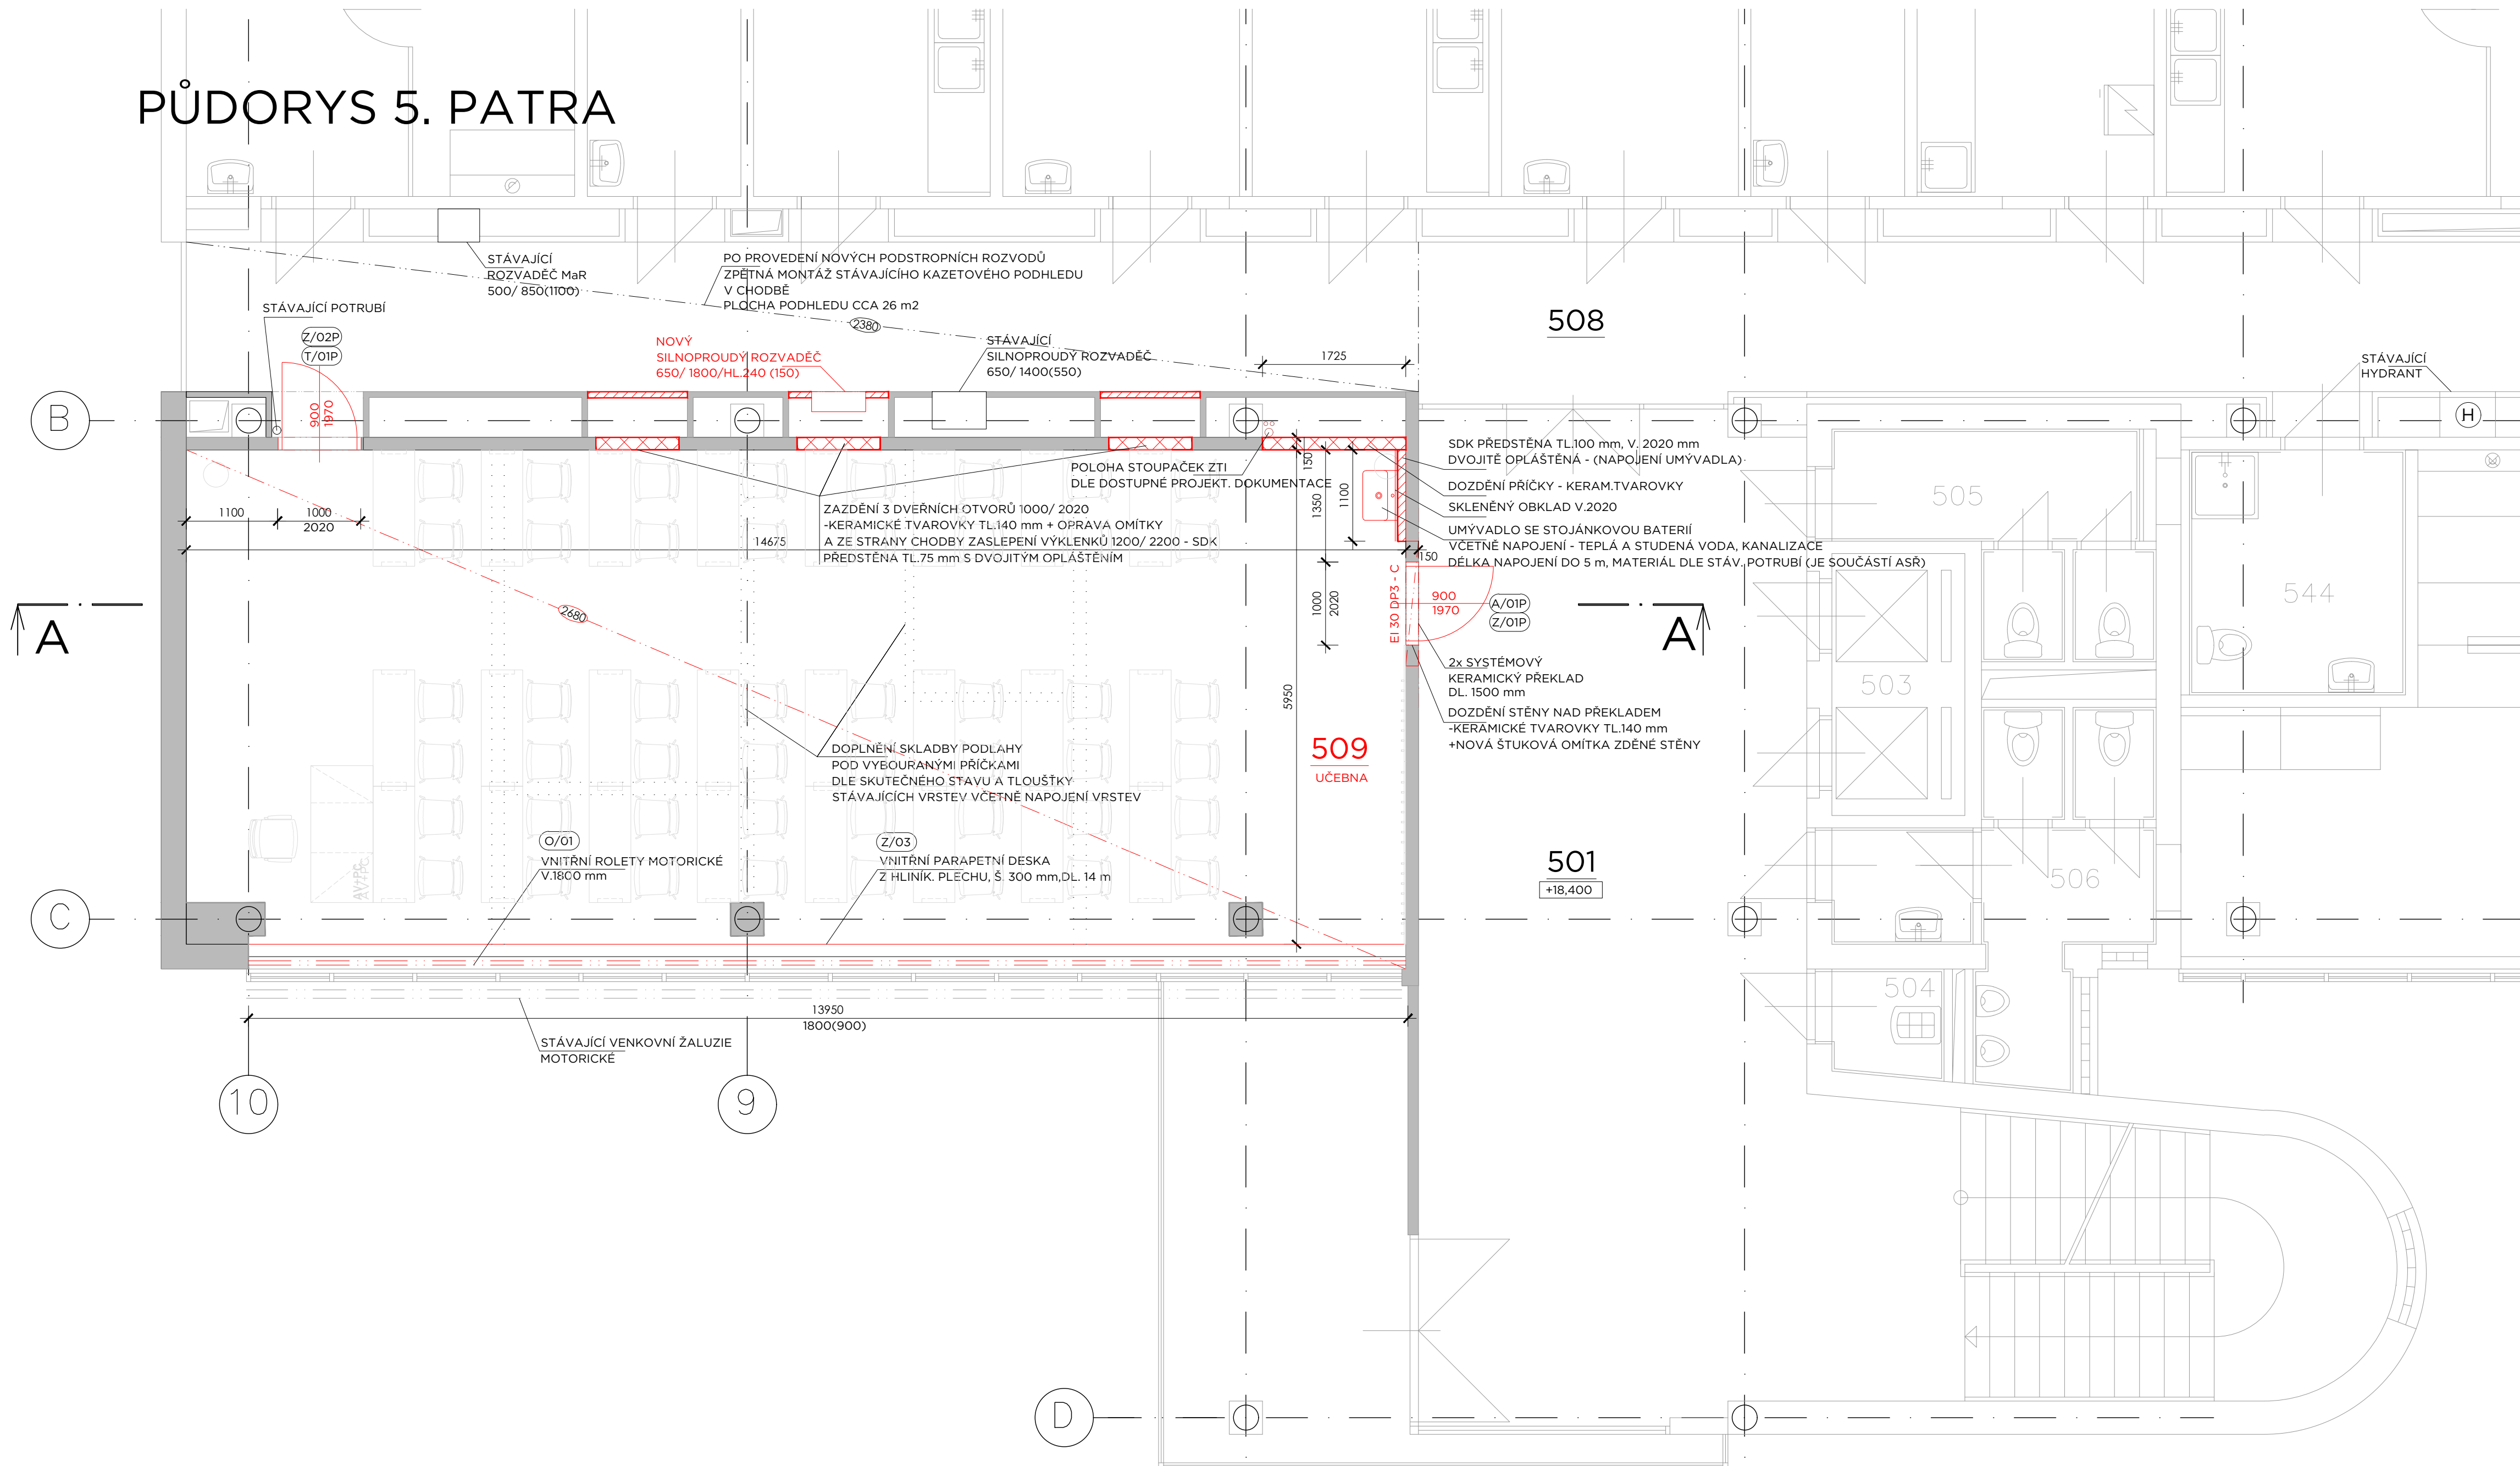 PŮDORYS 5. PATRA
STÁVAJÍCÍ
ROZVADĚČ MaR
500/ 850(1100)
PO PROVEDENÍ NOVÝCH PODSTROPNÍCH ROZVODŮ
ZPĚTNÁ MONTÁŽ STÁVAJÍCÍHO KAZETOVÉHO PODHLEDU
V CHODBĚ
PLOCHA PODHLEDU CCA 26 m2
STÁVAJÍCÍ POTRUBÍ
Z/02P
T/01P
2380
NOVÝ
SILNOPROUDÝ ROZVADĚČ
650/ 1800/HL.240 (150)
STÁVAJÍCÍ
SILNOPROUDÝ ROZVADĚČ
650/ 1400(550)
1725
508
STÁVAJÍCÍ
HYDRANT
H
B
900
1970
POLOHA STOUPAČEK ZTI
DLE DOSTUPNÉ PROJEKT. DOKUMENTACE
150
1350
1100
SDK PŘEDSTĚNA TL.100 mm, V. 2020 mm
DVOJITĚ OPLÁŠTĚNÁ - (NAPOJENÍ UMÝVADLA)
DOZDĚNÍ PŘÍČKY - KERAM.TVAROVKY
SKLENĚNÝ OBKLAD V.2020
UMÝVADLO SE STOJÁNKOVOU BATERIÍ
VČETNĚ NAPOJENÍ - TEPLÁ A STUDENÁ VODA, KANALIZACE
DÉLKA NAPOJENÍ DO 5 m, MATERIÁL DLE STÁV. POTRUBÍ (JE SOUČÁSTÍ ASŘ)
505
1100
1000
2020
ZAZDĚNÍ 3 DVEŘNÍCH OTVORŮ 1000/ 2020
-KERAMICKÉ TVAROVKY TL.140 mm + OPRAVA OMÍTKY
A ZE STRANY CHODBY ZASLEPENÍ VÝKLENKŮ 1200/ 2200 - SDK
PŘEDSTĚNA TL.75 mm S DVOJITÝM OPLÁŠTĚNÍM
14675
150
EI 30 DP3 - C
1000
2020
900
1970
A/01P
Z/01P
544
A
A
2680
2x SYSTÉMOVÝ
KERAMICKÝ PŘEKLAD
DL. 1500 mm
DOZDĚNÍ STĚNY NAD PŘEKLADEM
-KERAMICKÉ TVAROVKY TL.140 mm
+NOVÁ ŠTUKOVÁ OMÍTKA ZDĚNÉ STĚNY
503
5950
509
UČEBNA
DOPLNĚNÍ SKLADBY PODLAHY
POD VYBOURANÝMI PŘÍČKAMI
DLE SKUTEČNÉHO STAVU A TLOUŠŤKY
STÁVAJÍCÍCH VRSTEV VČETNĚ NAPOJENÍ VRSTEV
O/01
VNITŘNÍ ROLETY MOTORICKÉ
V.1800 mm
Z/03
VNITŘNÍ PARAPETNÍ DESKA
Z HLINÍK. PLECHU, Š. 300 mm,DL. 14 m
AV+PC
501
+18,400
506
C
504
13950
1800(900)
STÁVAJÍCÍ VENKOVNÍ ŽALUZIE
MOTORICKÉ
10
9
D